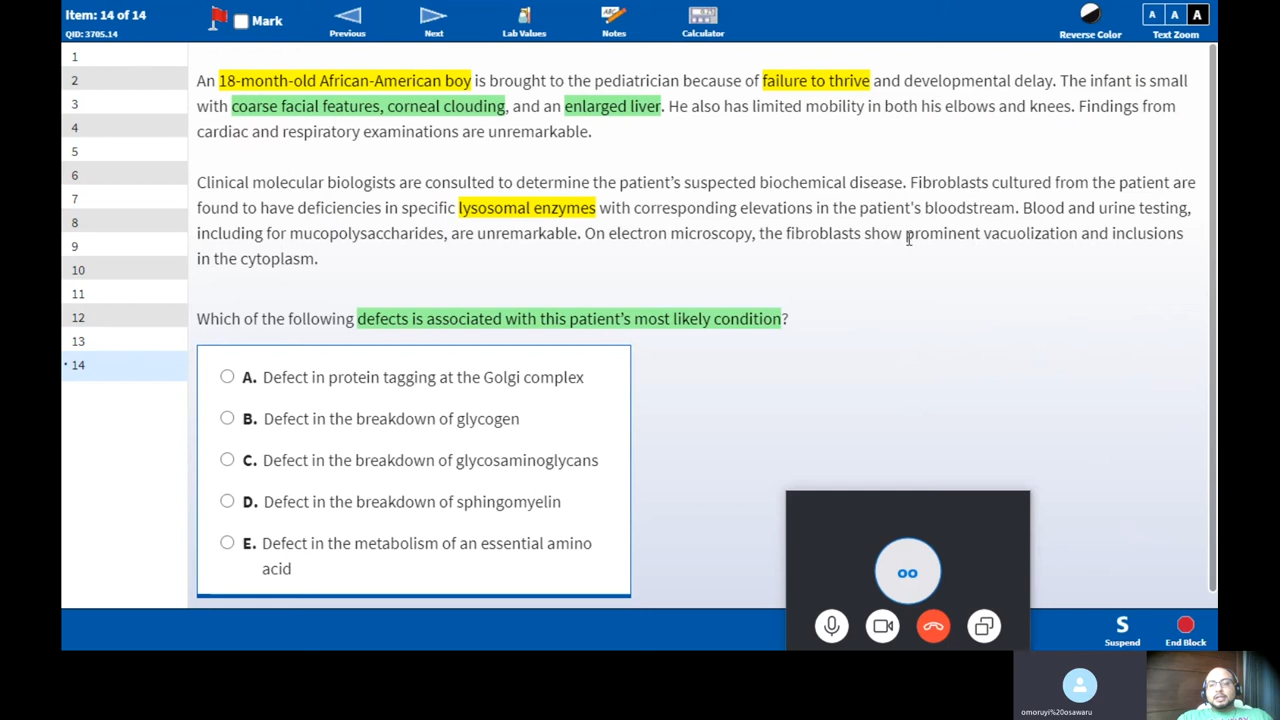 Item: 14 of 14
QID: 3705.14
Mark
Previous
Next
Lab Values
Notes
Calculator
Reverse Color
A A A
Text Zoom
1
2
3
4
5
6
7
8
9
10
11
12
13
14
An 18-month-old African-American boy is brought to the pediatrician because of failure to thrive and developmental delay. The infant is small
with coarse facial features, corneal clouding, and an enlarged liver. He also has limited mobility in both his elbows and knees. Findings from
cardiac and respiratory examinations are unremarkable.
Clinical molecular biologists are consulted to determine the patient's suspected biochemical disease. Fibroblasts cultured from the patient are
found to have deficiencies in specific lysosomal enzymes with corresponding elevations in the patient's bloodstream. Blood and urine testing,
including for mucopolysaccharides, are unremarkable. On electron microscopy, the fibroblasts show prominent vacuolization and inclusions
in the cytoplasm.
Which of the following defects is associated with this patient's most likely condition?
A. Defect in protein tagging at the Golgi complex
B. Defect in the breakdown of glycogen
C. Defect in the breakdown of glycosaminoglycans
D. Defect in the breakdown of sphingomyelin
E. Defect in the metabolism of an essential amino
acid
OO
S
Suspend
End Block
omoruyi%20osawaru